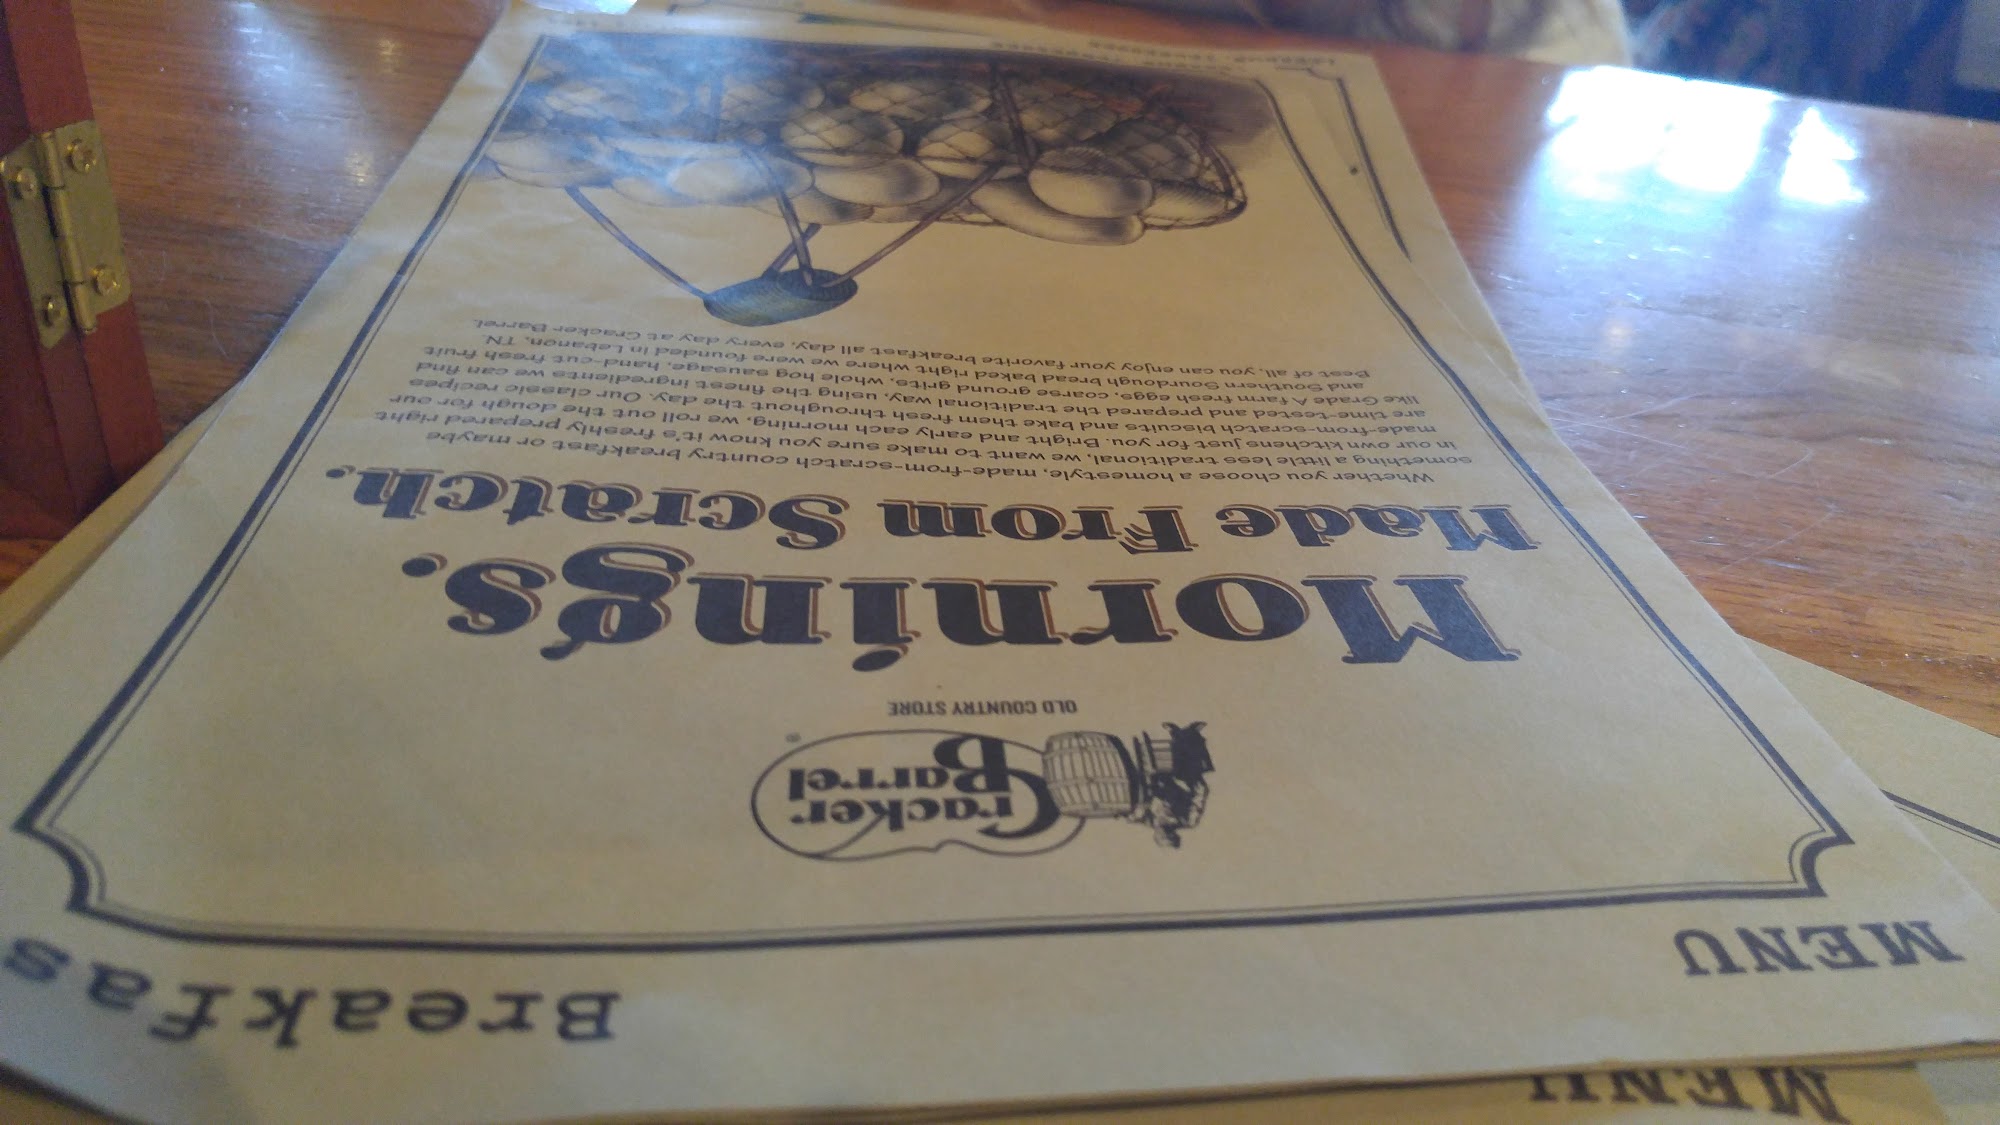 MENU
Breakfas
Cracker
Barrel
®
OLD COUNTRY STORE
Mornings.
Made From Scratch.
Whether you choose a homestyle, made-from-scratch country breakfast or maybe
something a little less traditional, we want to make sure you know it's freshly prepared right
in our own kitchens just for you. Bright and early each morning, we roll out the dough for our
made-from-scratch biscuits and bake them fresh throughout the day. Our classic recipes
are time-tested and prepared the traditional way, using the finest ingredients we can find
like Grade A farm fresh eggs, coarse ground grits, whole hog sausage, hand-cut fresh fruit
and Southern Sourdough bread baked right where we were founded in Lebanon, TN.
Best of all, you can enjoy your favorite breakfast all day, every day at Cracker Barrel.
MENU